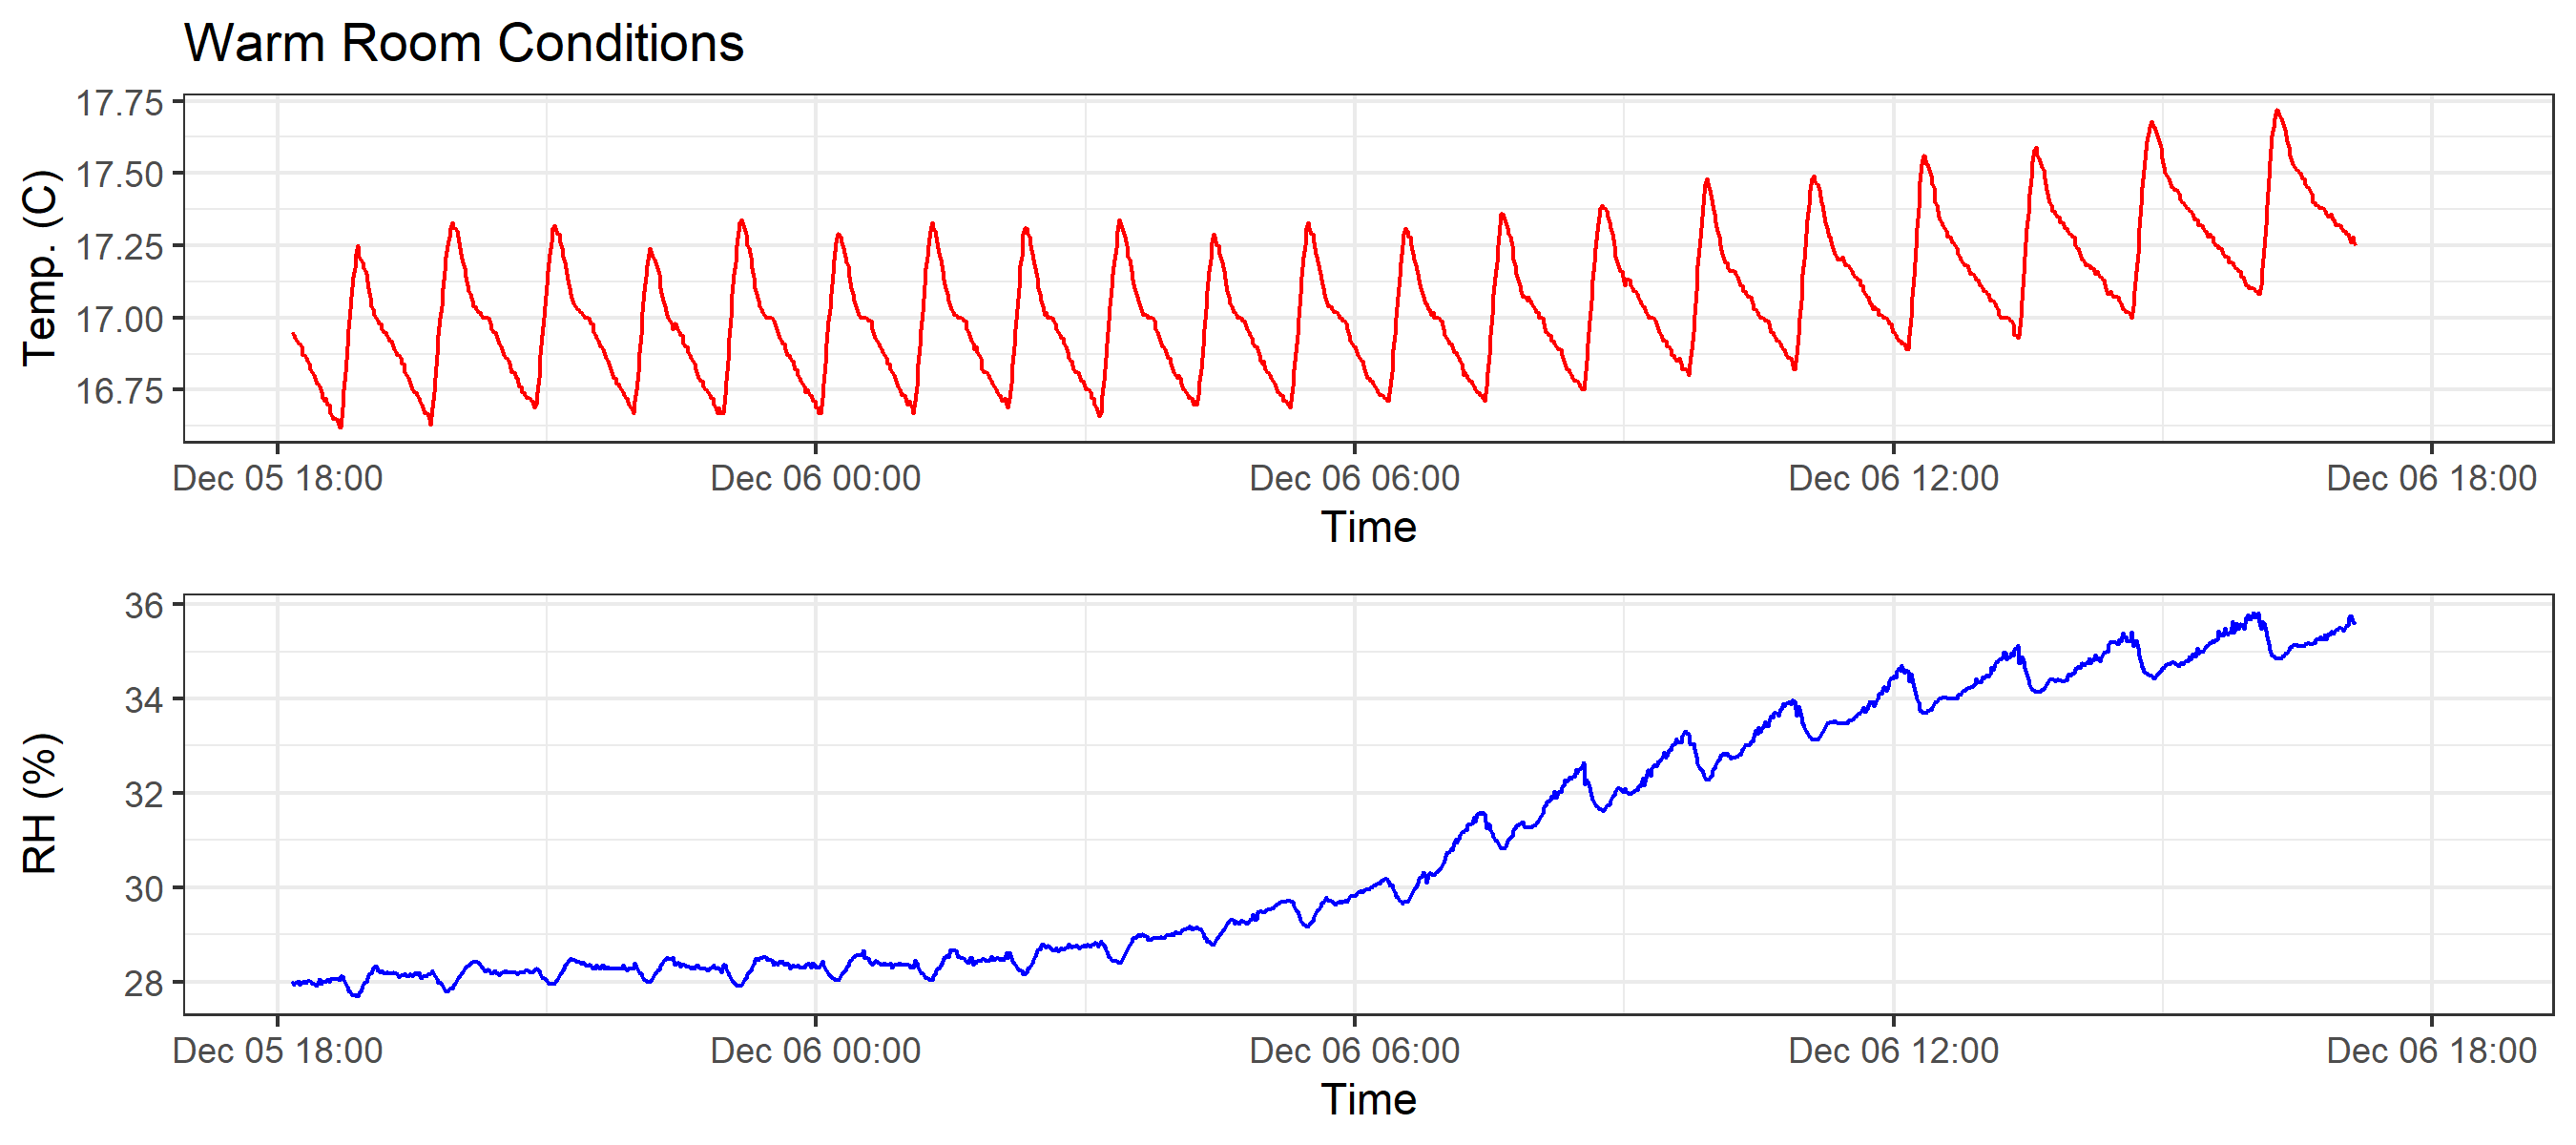 Warm Room Conditions
Temp. (C)
17.75
17.50
17.25
17.00
16.75
Dec 05 18:00 Dec 06 00:00 Dec 06 06:00 Dec 06 12:00 Dec 06 18:00
Time
RH (%)
36
34
32
30
28
Dec 05 18:00 Dec 06 00:00 Dec 06 06:00 Dec 06 12:00 Dec 06 18:00
Time